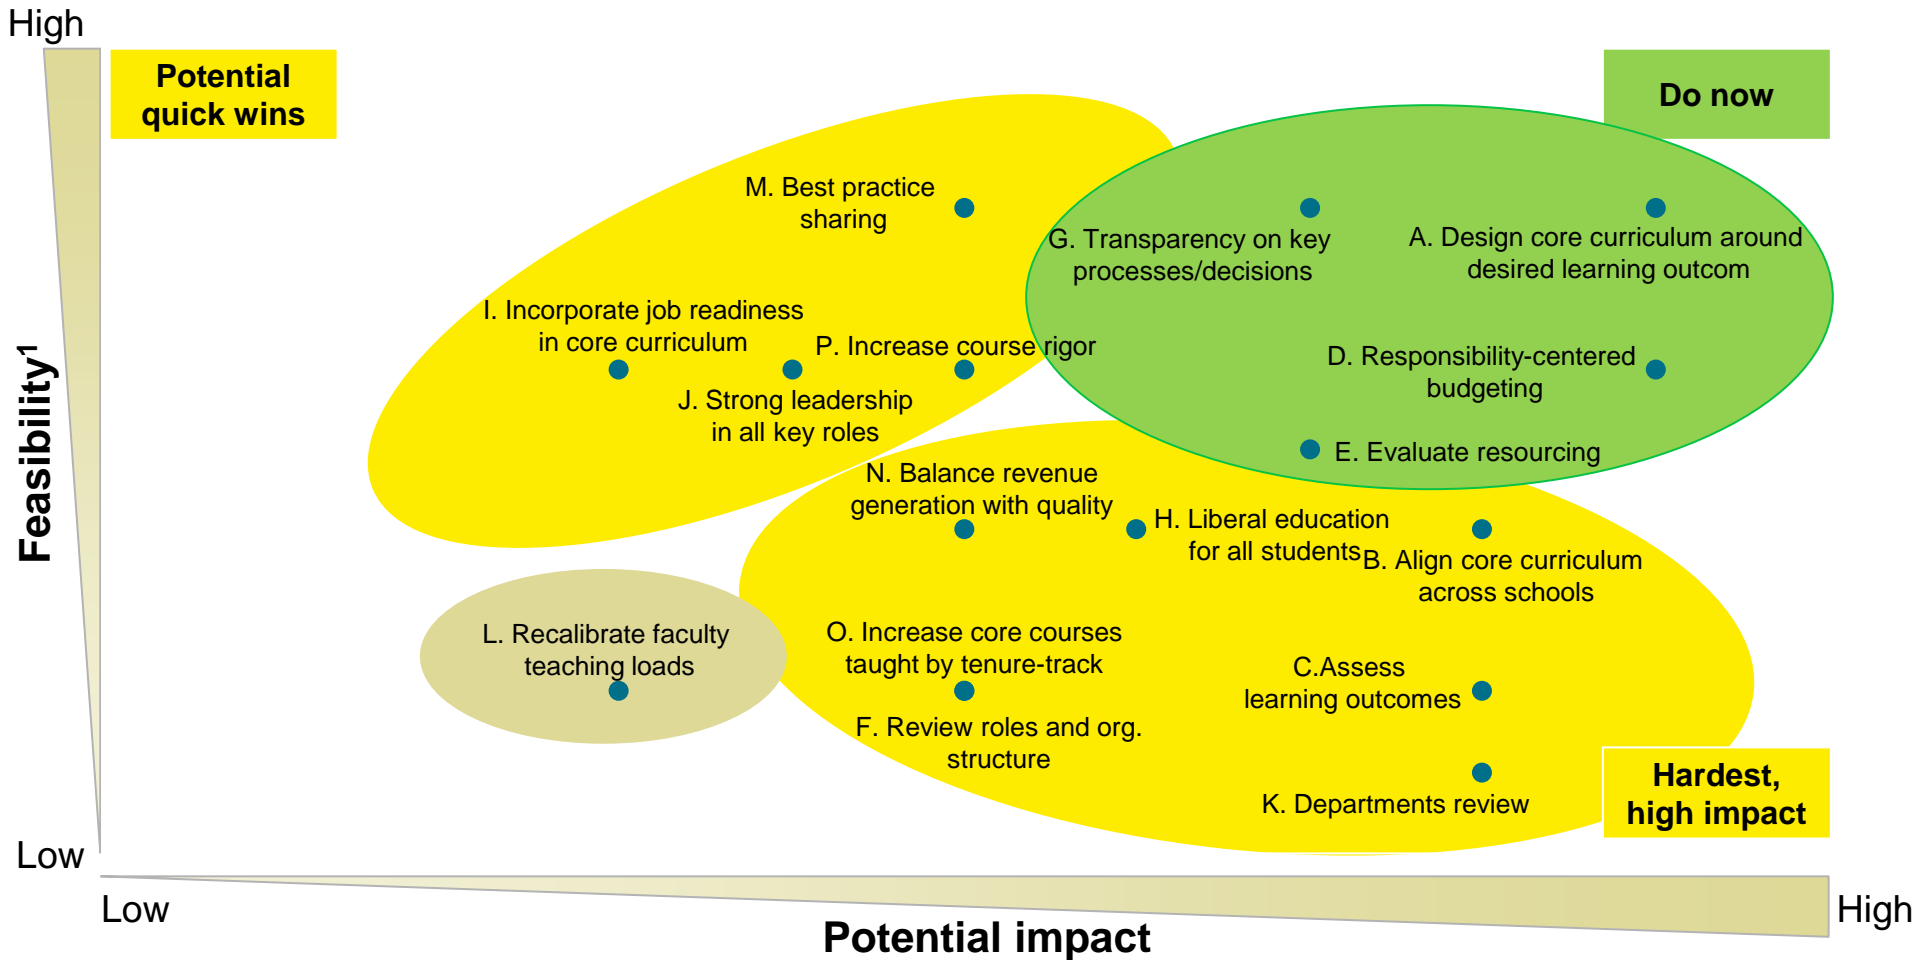 High
Potential
quick wins
Do now
M. Best practice
sharing
G. Transparency on key
processes/decisions
A. Design core curriculum around
desired learning outcom
I. Incorporate job readiness
in core curriculum
P. Increase course rigor
D. Responsibility-centered
budgeting
J. Strong leadership
in all key roles
E. Evaluate resourcing
Feasibility¹
N. Balance revenue
generation with quality
H. Liberal education
for all students
B. Align core curriculum
across schools
L. Recalibrate faculty
teaching loads
O. Increase core courses
taught by tenure-track
C.Assess
learning outcomes
F. Review roles and org.
structure
K. Departments review
Hardest,
high impact
Low
Low
High
Potential impact